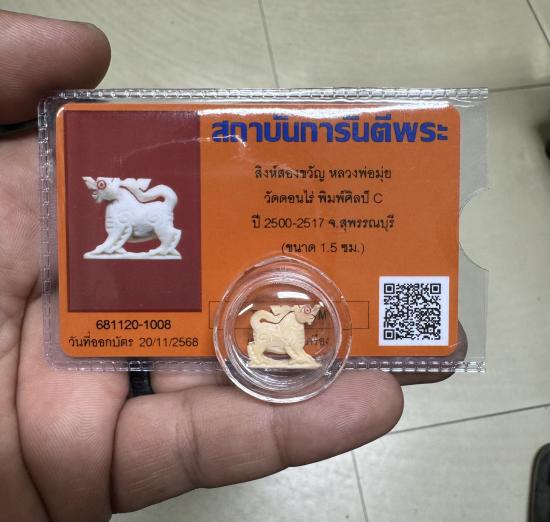 สถาบันการันตีพระ
สิงห์สองขวัญ หลวงพ่อมุ่ย
วัดดอนไร่ พิมพ์ศิลป์ C
ปี 2500-2517 จ.สุพรรณบุรี
(ขนาด 1.5 ซม.)
681120-1008
วันที่ออกบัตร 20/11/2568